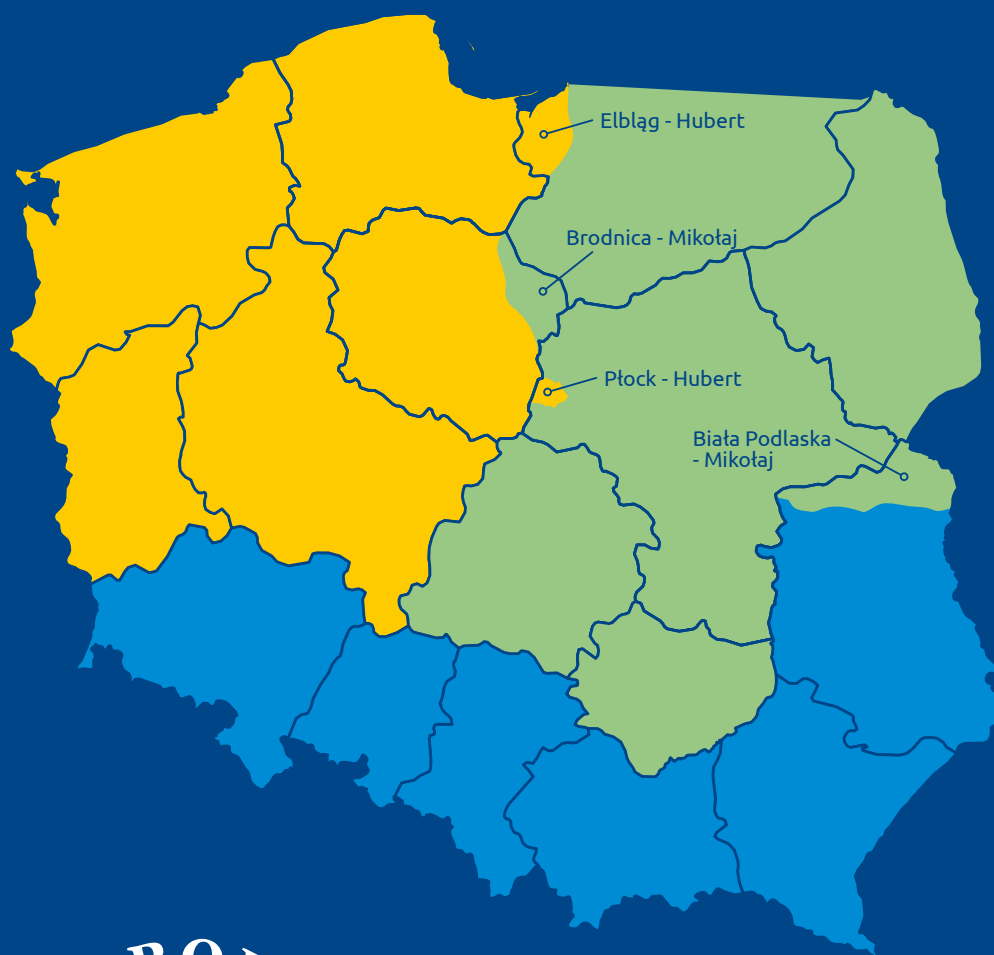 Elbląg - Hubert
Brodnica - Mikołaj
Płock - Hubert
Biała Podlaska
- Mikołaj